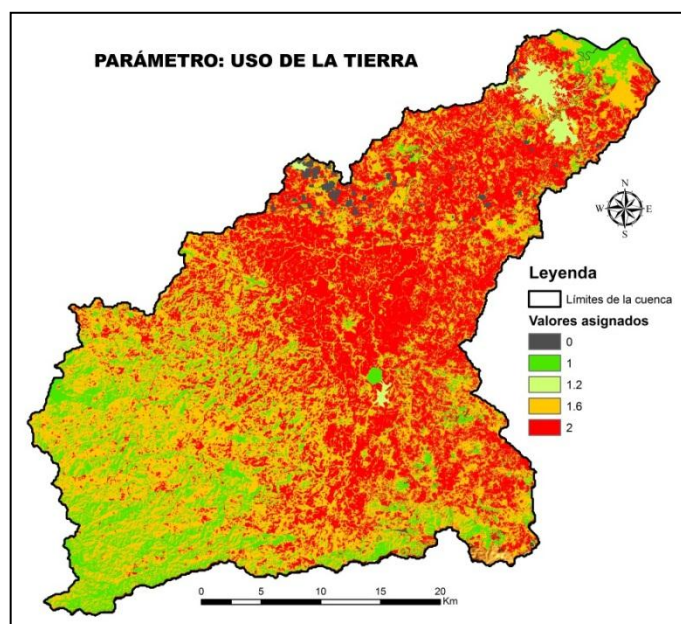 PARÁMETRO: USO DE LA TIERRA
N
W E
S
Leyenda
Límites de la cuenca
Valores asignados
0
1
1.2
1.6
2
0 5 10 15 20
Km